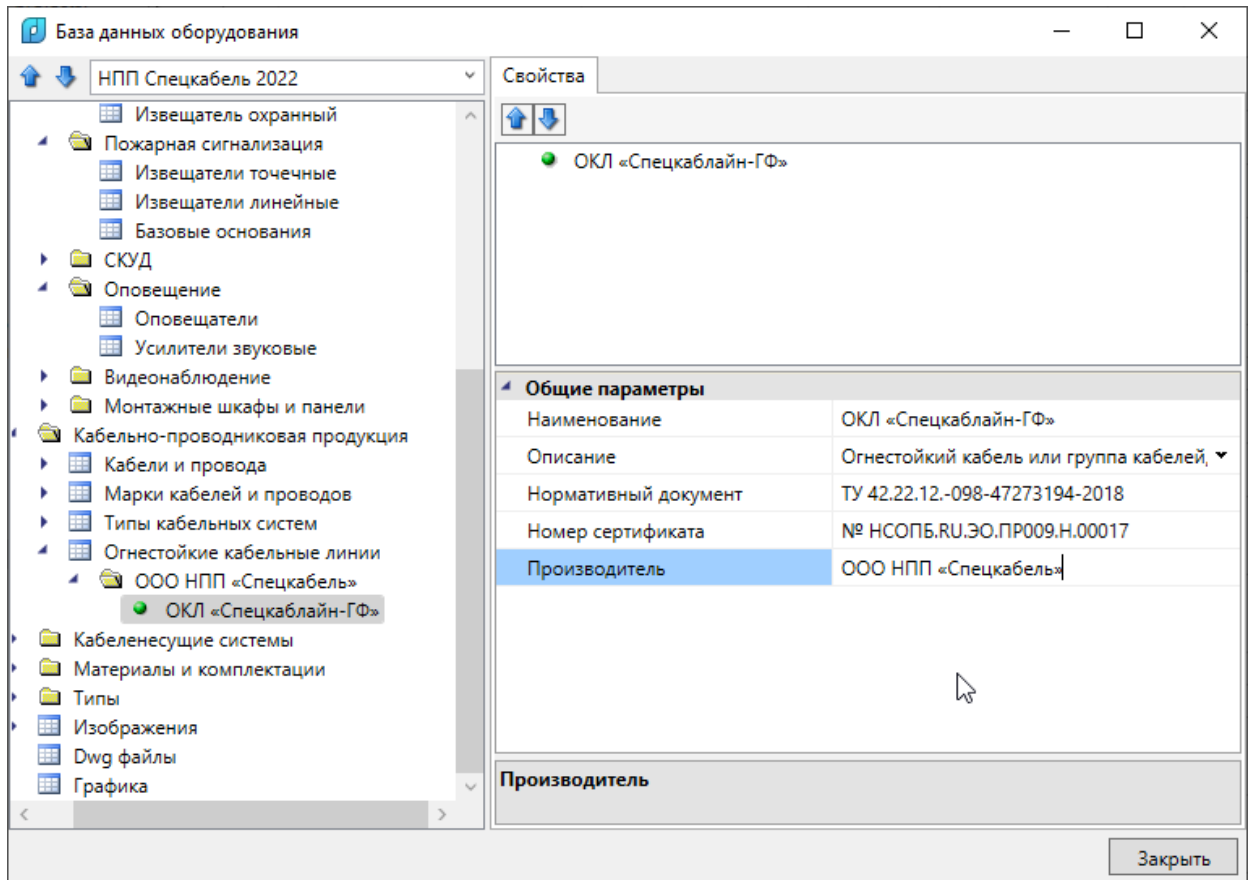 База данных оборудования
НПП Спецкабель 2022
Извещатель охранный
Пожарная сигнализация
Извещатели точечные
Извещатели линейные
Базовые основания
СКУД
Оповещение
Оповещатели
Усилители звуковые
Видеонаблюдение
Монтажные шкафы и панели
Кабельно-проводниковая продукция
Кабели и провода
Марки кабелей и проводов
Типы кабельных систем
Огнестойкие кабельные линии
ООО НПП «Спецкабель»
ОКЛ «Спецкаблайн-ГФ»
Кабеленесущие системы
Материалы и комплектации
Типы
Изображения
Dwg файлы
Графика
Свойства
ОКЛ «Спецкаблайн-ГФ»
Общие параметры
Наименование ОКЛ «Спецкаблайн-ГФ»
Описание Огнестойкий кабель или группа кабелей,
Нормативный документ ТУ 42.22.12.-098-47273194-2018
Номер сертификата № НСОПБ.RU.ЭО.ПР009.Н.00017
Производитель ООО НПП «Спецкабель»
Производитель
Закрыть